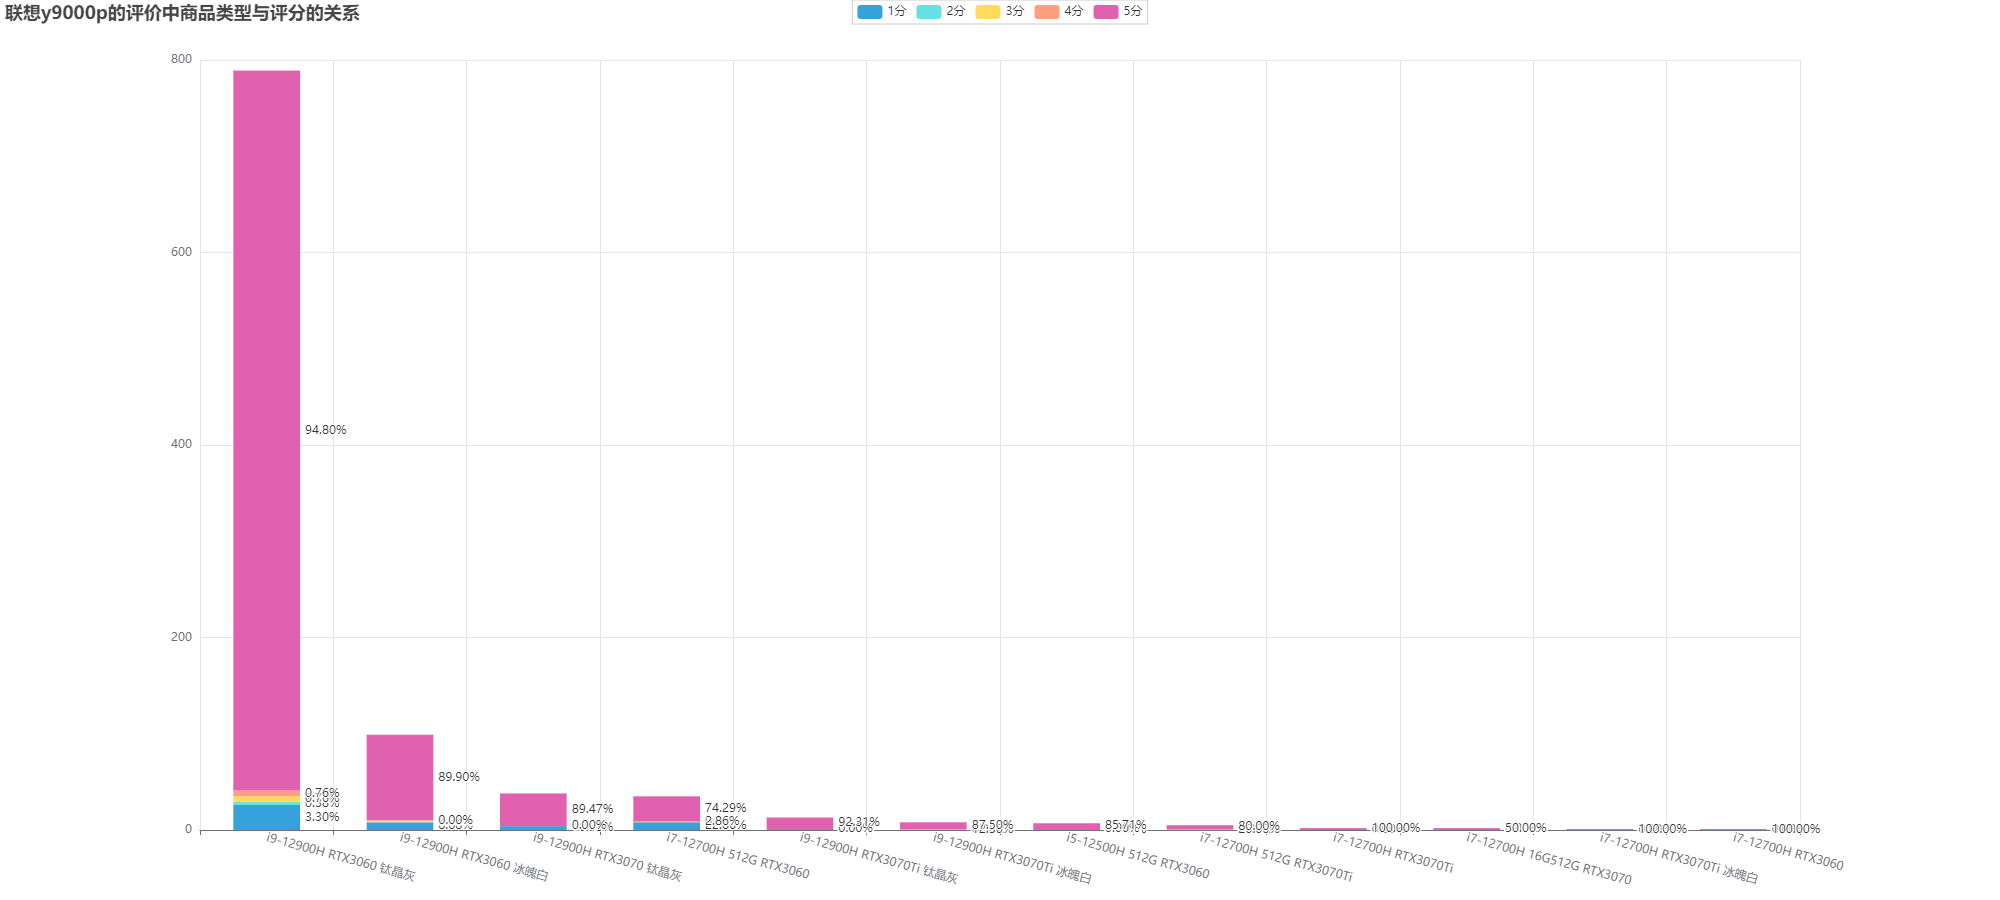 联想y9000p的评价中商品类型与评分的关系
1分 2分 3分 4分 5分
800
600
400
200
0
94.80%
0.76%
3.30%
89.90%
0.00%
89.47%
0.00%
74.29%
2.86%
92.31%
87.50%
85.71%
80.00%
100.00%
50.00%
100.00%
100.00%
i9-12900H RTX3060 钛晶灰
i9-12900H RTX3060 冰魄白
i9-12900H RTX3070 钛晶灰
i7-12700H 512G RTX3060
i9-12900H RTX3070Ti 钛晶灰
i9-12900H RTX3070Ti 冰魄白
i5-12500H 512G RTX3060
i7-12700H 512G RTX3070Ti
i7-12700H RTX3070Ti
i7-12700H 16G512G RTX3070
i7-12700H RTX3070Ti 冰魄白
i7-12700H RTX3060